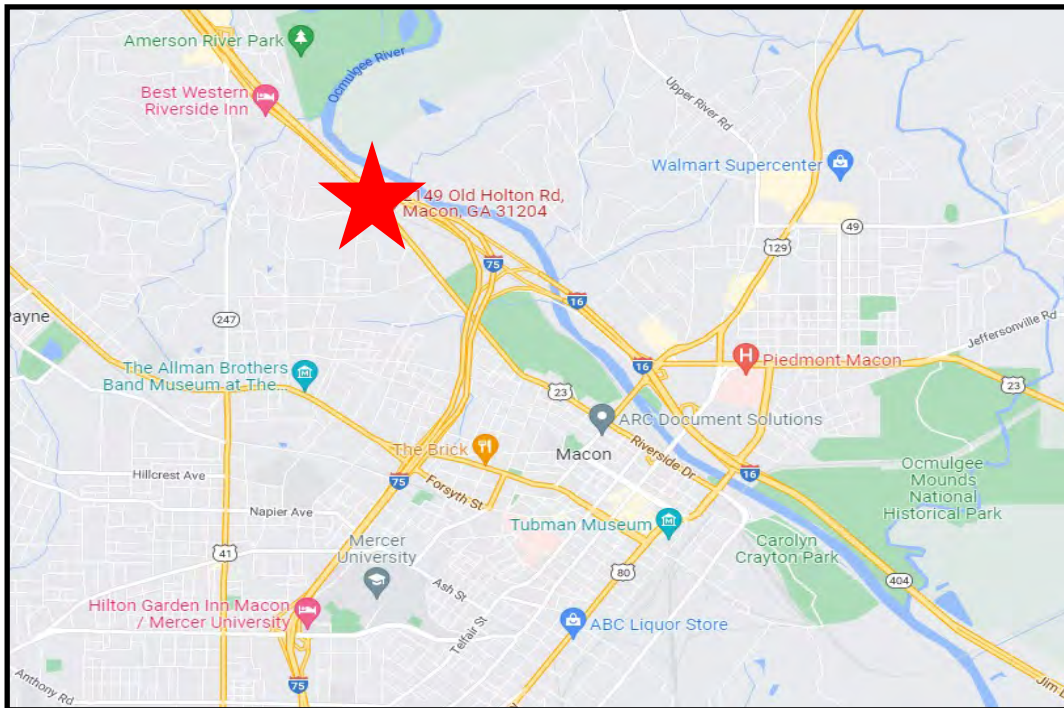 Amerson River Park
Ocmulgee River
Best Western
Riverside Inn
Upper River Rd
Walmart Supercenter
2149 Old Holton Rd,
Macon, GA 31204
49
129
75
16
247
Jeffersonville Rd
ayne
The Allman Brothers
Band Museum at The...
16
Piedmont Macon
23
23
ARC Document Solutions
The Brick
Macon
Riverside Dr
Hillcrest Ave
75
Forsyth St
16
Ocmulgee
Mounds
National
Historical Park
Napier Ave
Tubman Museum
Mercer
University
Carolyn
Crayton Park
41
80
404
Ash St
Hilton Garden Inn Macon
/ Mercer University
ABC Liquor Store
Telfair St
Anthony Rd
75